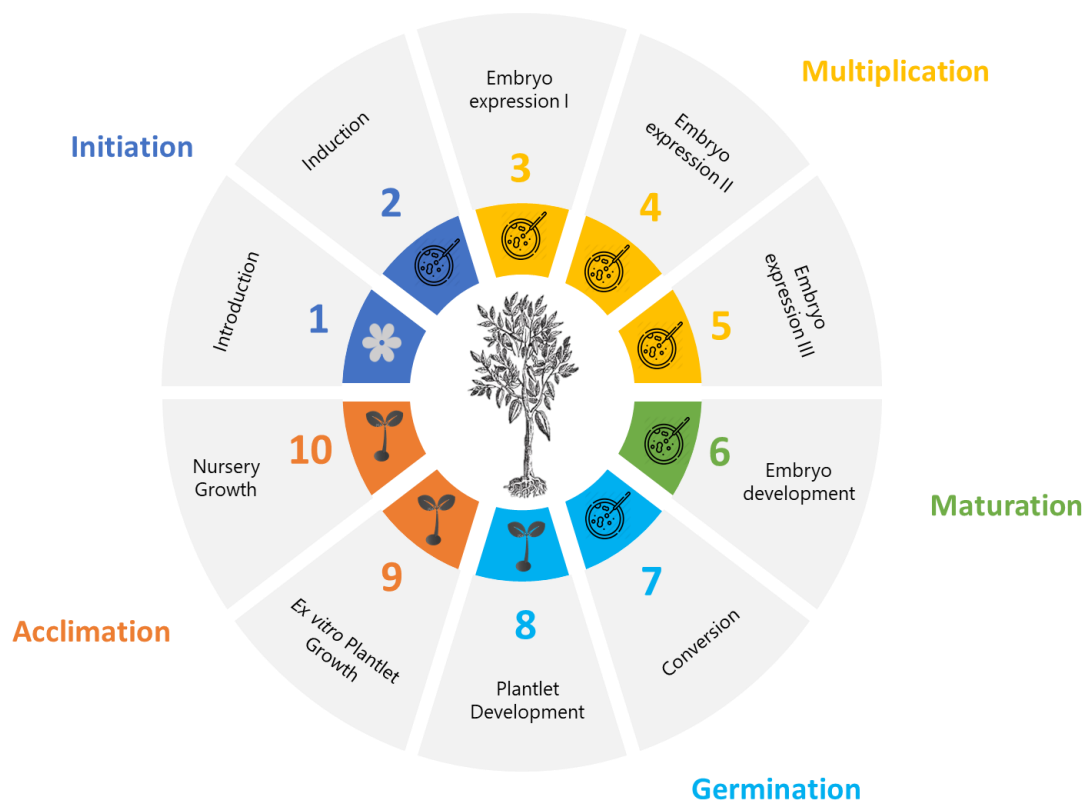 Initiation
1
Introduction
2
Induction
Multiplication
3
Embryo
expression I
4
Embryo
expression II
5
Embryo
expression III
Maturation
6
Embryo
development
Germination
7
Conversion
8
Plantlet
Development
Acclimation
9
Ex vitro Plantlet
Growth
10
Nursery
Growth